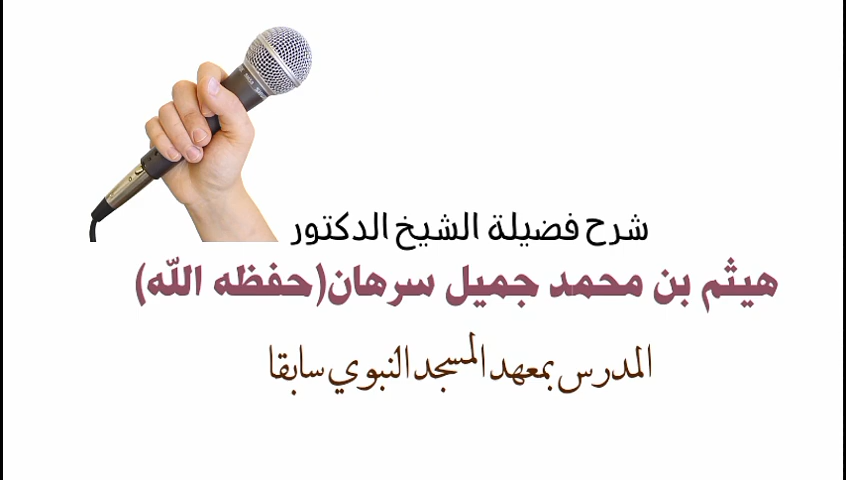 شرح فضيلة الشيخ الدكتور
هيثم بن محمد جميل سرهان(حفظه الله)
المدرس بمعهد المسجد النبوي سابقا